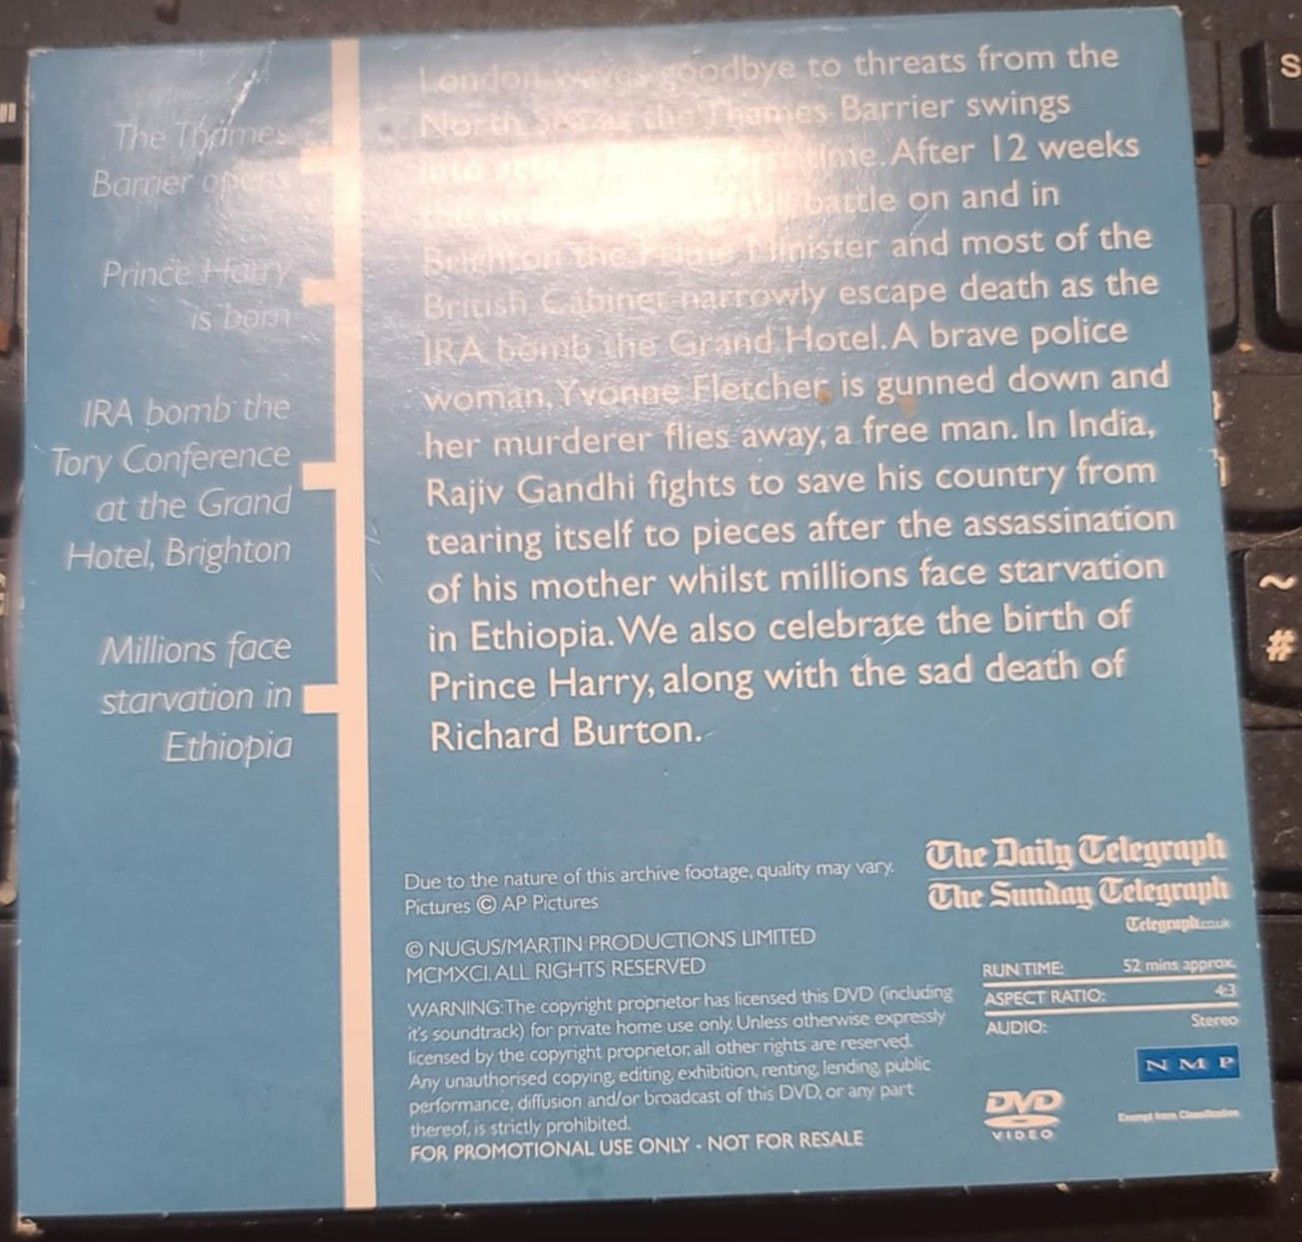 The Thames
Barrier opens
Prince Harry
is born
IRA bomb the
Tory Conference
at the Grand
Hotel, Brighton
Millions face
starvation in
Ethiopia
London waves goodbye to threats from the
North Sea as the Thames Barrier swings
into time. After 12 weeks
the battle on and in
Brighton the Prime Minister and most of the
British Cabinet narrowly escape death as the
IRA bomb the Grand Hotel. A brave police
woman, Yvonne Fletcher, is gunned down and
her murderer flies away, a free man. In India,
Rajiv Gandhi fights to save his country from
tearing itself to pieces after the assassination
of his mother whilst millions face starvation
in Ethiopia. We also celebrate the birth of
Prince Harry, along with the sad death of
Richard Burton.
Due to the nature of this archive footage, quality may vary.
Pictures © AP Pictures
© NUGUS/MARTIN PRODUCTIONS LIMITED
MCMXCI. ALL RIGHTS RESERVED
WARNING: The copyright proprietor has licensed this DVD (including
it's soundtrack) for private home use only. Unless otherwise expressly
licensed by the copyright proprietor, all other rights are reserved.
Any unauthorised copying, editing, exhibition, renting, lending, public
performance, diffusion and/or broadcast of this DVD, or any part
thereof, is strictly prohibited.
FOR PROMOTIONAL USE ONLY - NOT FOR RESALE
The Daily Telegraph
The Sunday Telegraph
Telegraph.co.uk
RUN TIME: 52 mins approx.
ASPECT RATIO: 4:3
AUDIO: Stereo
NMP
DVD
VIDEO
Exempt from Classification
S
~
#